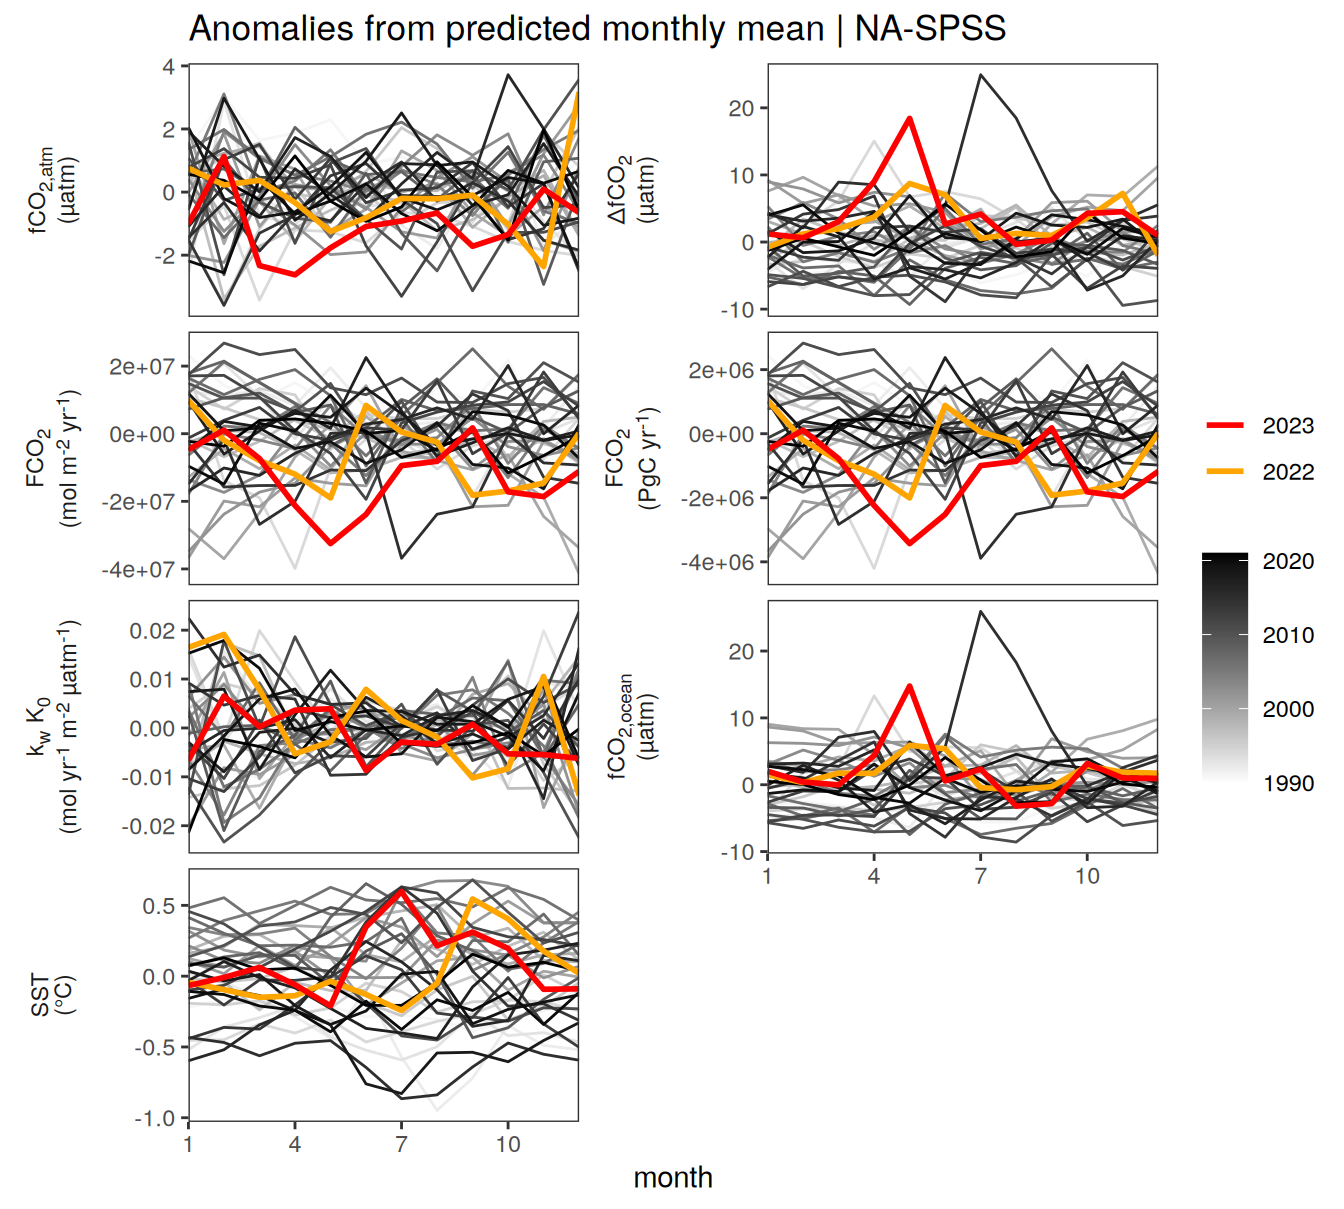 Anomalies from predicted monthly mean | NA-SPSS
fCO2,atm
(µatm)
4
2
0
-2
ΔfCO2
(µatm)
20
10
0
-10
FCO2
(mol m-2 yr-1)
2e+07
0e+00
-2e+07
-4e+07
FCO2
(PgC yr-1)
2e+06
0e+00
-2e+06
-4e+06
kw K0
(mol yr-1 m-2 µatm-1)
0.02
0.01
0.00
-0.01
-0.02
fCO2,ocean
(µatm)
20
10
0
-10
1 4 7 10
SST
(°C)
0.5
0.0
-0.5
-1.0
1 4 7 10
month
2023
2022
2020
2010
2000
1990